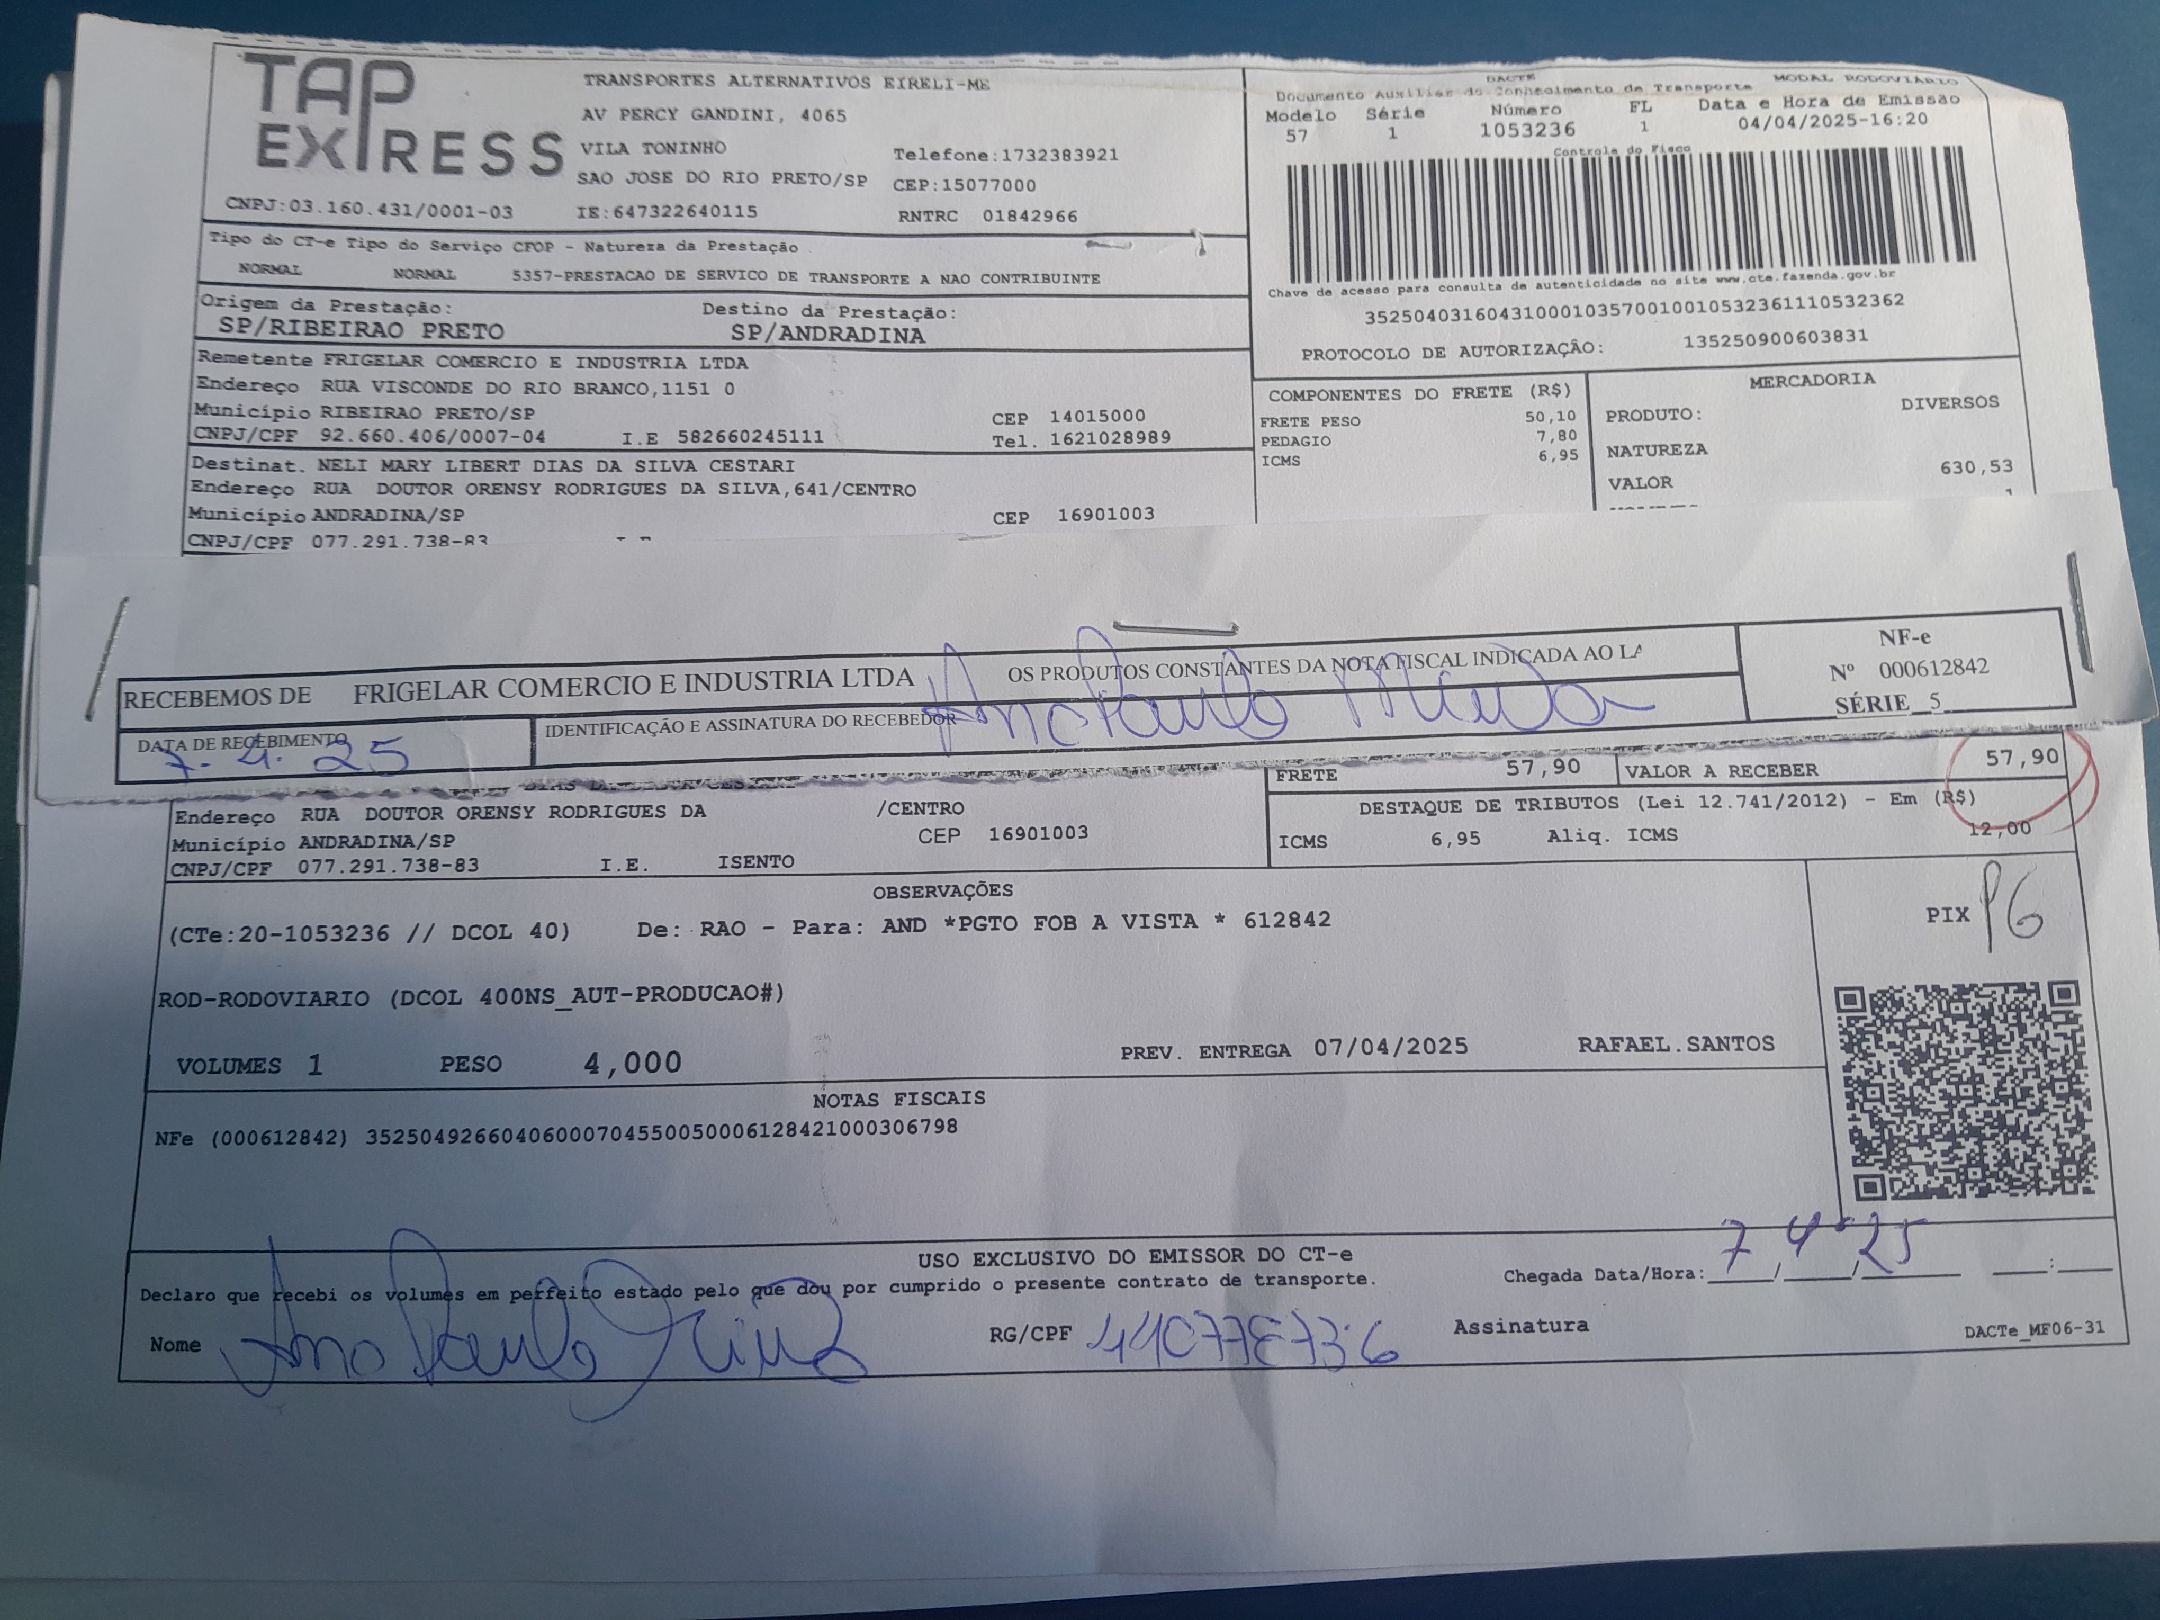 TAP EXPRESS
TRANSPORTES ALTERNATIVOS EIRELI-ME
AV PERCY GANDINI, 4065
VILA TONINHO
Telefone:1732383921
SAO JOSE DO RIO PRETO/SP CEP:15077000
CNPJ:03.160.431/0001-03 IE:647322640115 RNTRC 01842966
DACTE MODAL RODOVIÁRIO
Documento Auxiliar do Conhecimento de Transporte
Modelo Série Número FL Data e Hora de Emissão
57 1 1053236 1 04/04/2025-16:20
Controle do Fisco
Chave de acesso para consulta de autenticidade no site www.cte.fazenda.gov.br
35250403160431000103570010010532361110532362
PROTOCOLO DE AUTORIZAÇÃO: 135250900603831
Tipo do CT-e Tipo do Serviço CFOP - Natureza da Prestação
NORMAL NORMAL 5357-PRESTACAO DE SERVICO DE TRANSPORTE A NAO CONTRIBUINTE
Origem da Prestação: Destino da Prestação:
SP/RIBEIRAO PRETO SP/ANDRADINA
Remetente FRIGELAR COMERCIO E INDUSTRIA LTDA
Endereço RUA VISCONDE DO RIO BRANCO,1151 0
Município RIBEIRAO PRETO/SP CEP 14015000
CNPJ/CPF 92.660.406/0007-04 I.E 582660245111 Tel. 1621028989
Destinat. NELI MARY LIBERT DIAS DA SILVA CESTARI
Endereço RUA DOUTOR ORENSY RODRIGUES DA SILVA,641/CENTRO
Município ANDRADINA/SP CEP 16901003
CNPJ/CPF 077.291.738-83
COMPONENTES DO FRETE (R$)
FRETE PESO 50,10
PEDAGIO 7,80
ICMS 6,95
MERCADORIA
PRODUTO: DIVERSOS
NATUREZA
VALOR 630,53
1
RECEBEMOS DE FRIGELAR COMERCIO E INDUSTRIA LTDA OS PRODUTOS CONSTANTES DA NOTA FISCAL INDICADA AO LA
NF-e
Nº 000612842
SÉRIE 5
DATA DE RECEBIMENTO
7.4.25
IDENTIFICAÇÃO E ASSINATURA DO RECEBEDOR
Ana Paula
FRETE 57,90 VALOR A RECEBER 57,90
Endereço RUA DOUTOR ORENSY RODRIGUES DA /CENTRO
Município ANDRADINA/SP CEP 16901003
CNPJ/CPF 077.291.738-83 I.E. ISENTO
DESTAQUE DE TRIBUTOS (Lei 12.741/2012) - Em (R$)
ICMS 6,95 Aliq. ICMS 12,00
OBSERVAÇÕES
(CTe:20-1053236 // DCOL 40) De: RAO - Para: AND *PGTO FOB A VISTA * 612842
PIX PG
ROD-RODOVIARIO (DCOL 400NS_AUT-PRODUCAO#)
VOLUMES 1 PESO 4,000 PREV. ENTREGA 07/04/2025 RAFAEL.SANTOS
NOTAS FISCAIS
NFe (000612842) 35250492660406000704550050006128421000306798
USO EXCLUSIVO DO EMISSOR DO CT-e
Declaro que recebi os volumes em perfeito estado pelo que dou por cumprido o presente contrato de transporte.
Chegada Data/Hora: 7/4/25 :
Nome Ana Paula
RG/CPF
Assinatura
DACTe_MF06-31